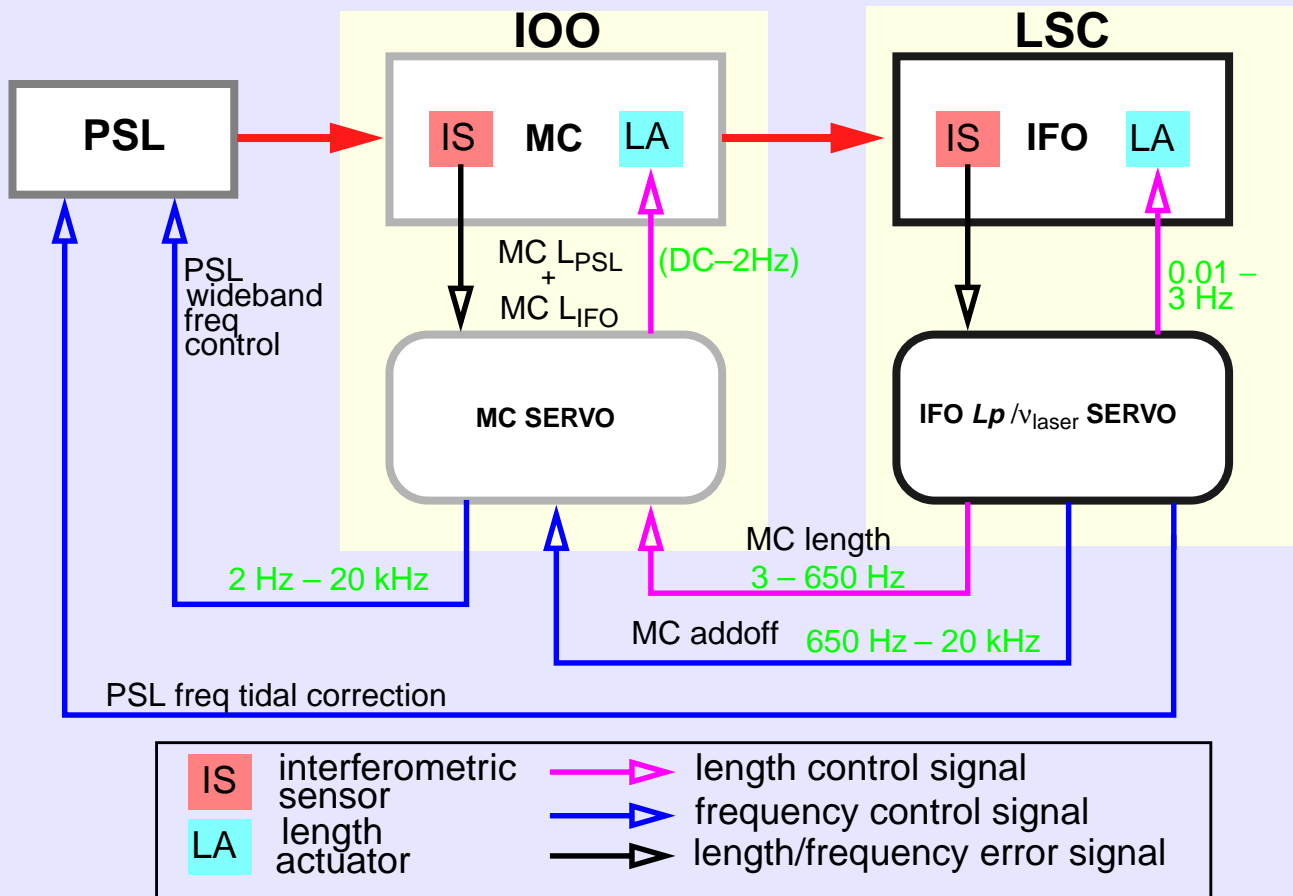 IOO
LSC
PSL
IS
MC
LA
IS
IFO
LA
PSL
wideband
freq
control
MC L_PSL
+
MC L_IFO
(DC–2Hz)
0.01 –
3 Hz
MC SERVO
IFO Lp /ν_laser SERVO
2 Hz – 20 kHz
MC length
3 – 650 Hz
MC addoff
650 Hz – 20 kHz
PSL freq tidal correction
IS
interferometric
sensor
LA
length
actuator
length control signal
frequency control signal
length/frequency error signal